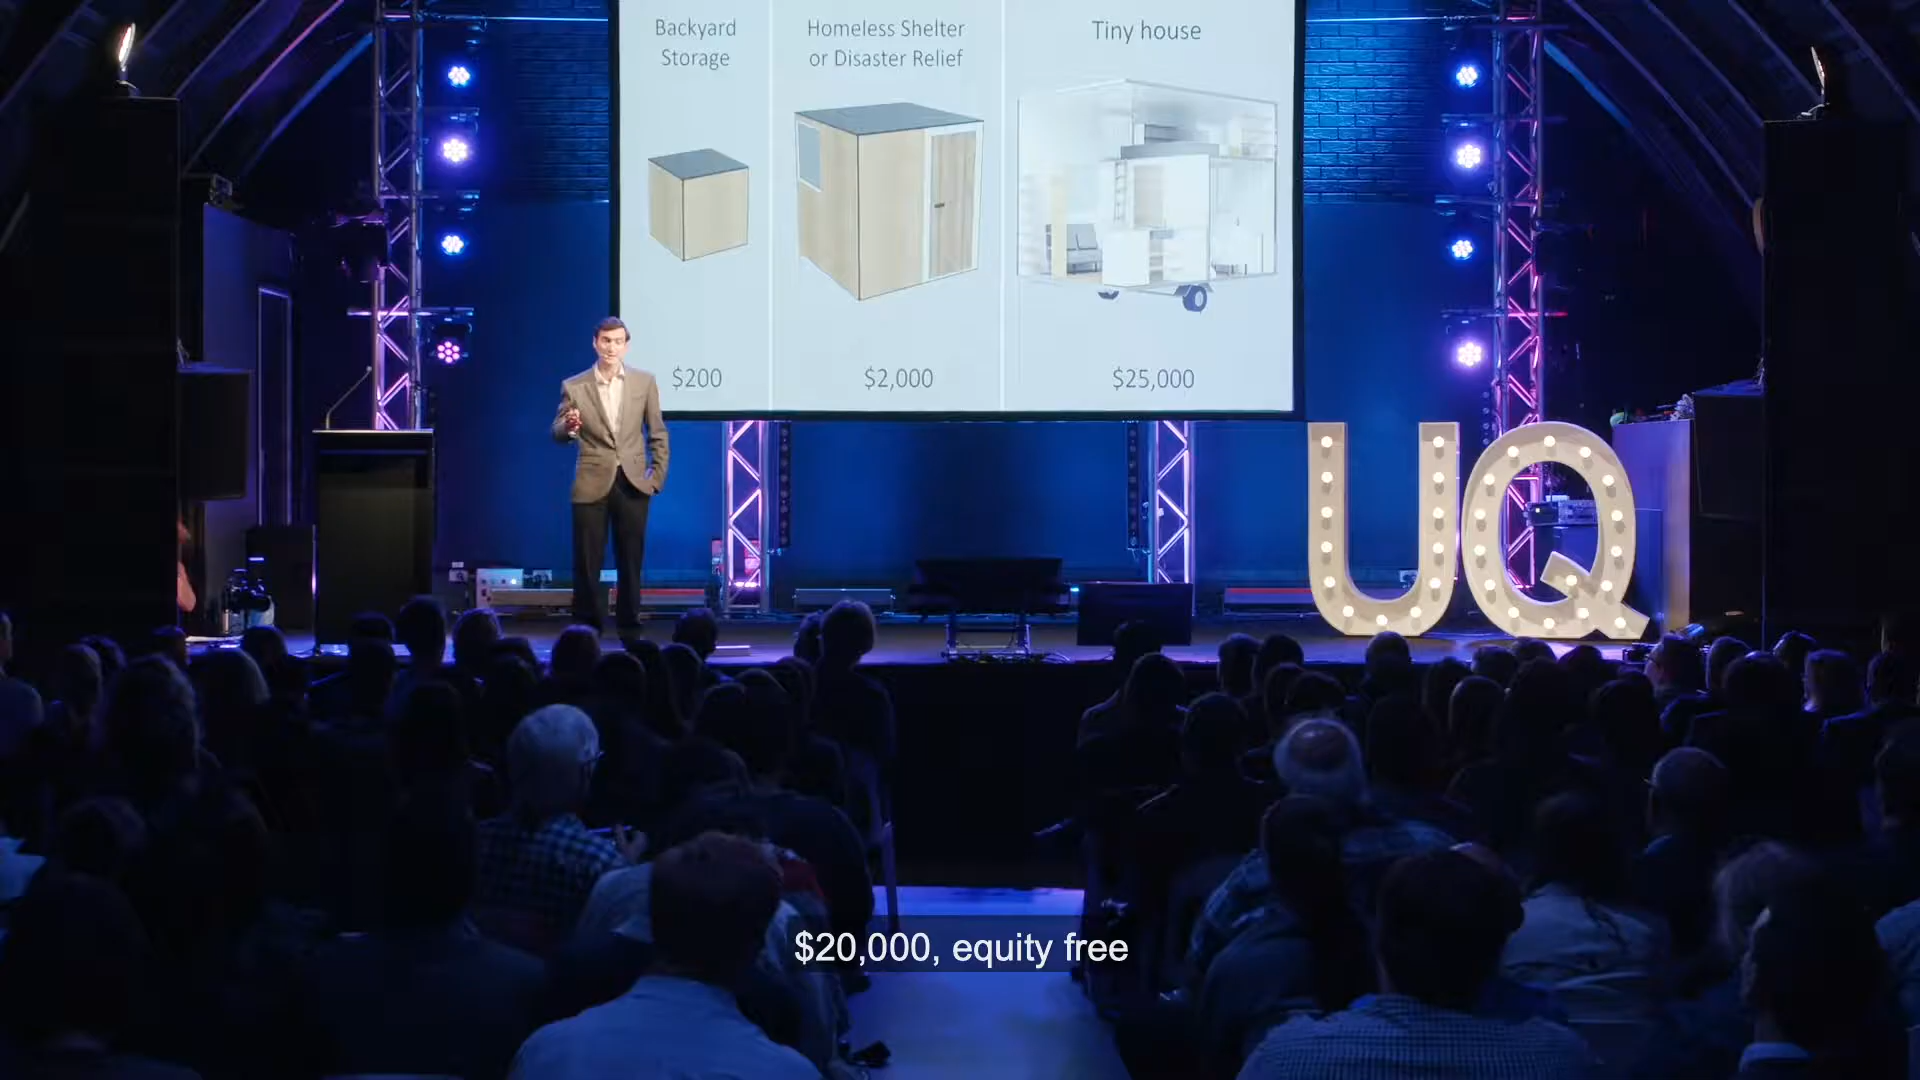 Backyard
Storage
Homeless Shelter
or Disaster Relief
Tiny house
$200
$2,000
$25,000
UQ
$20,000, equity free